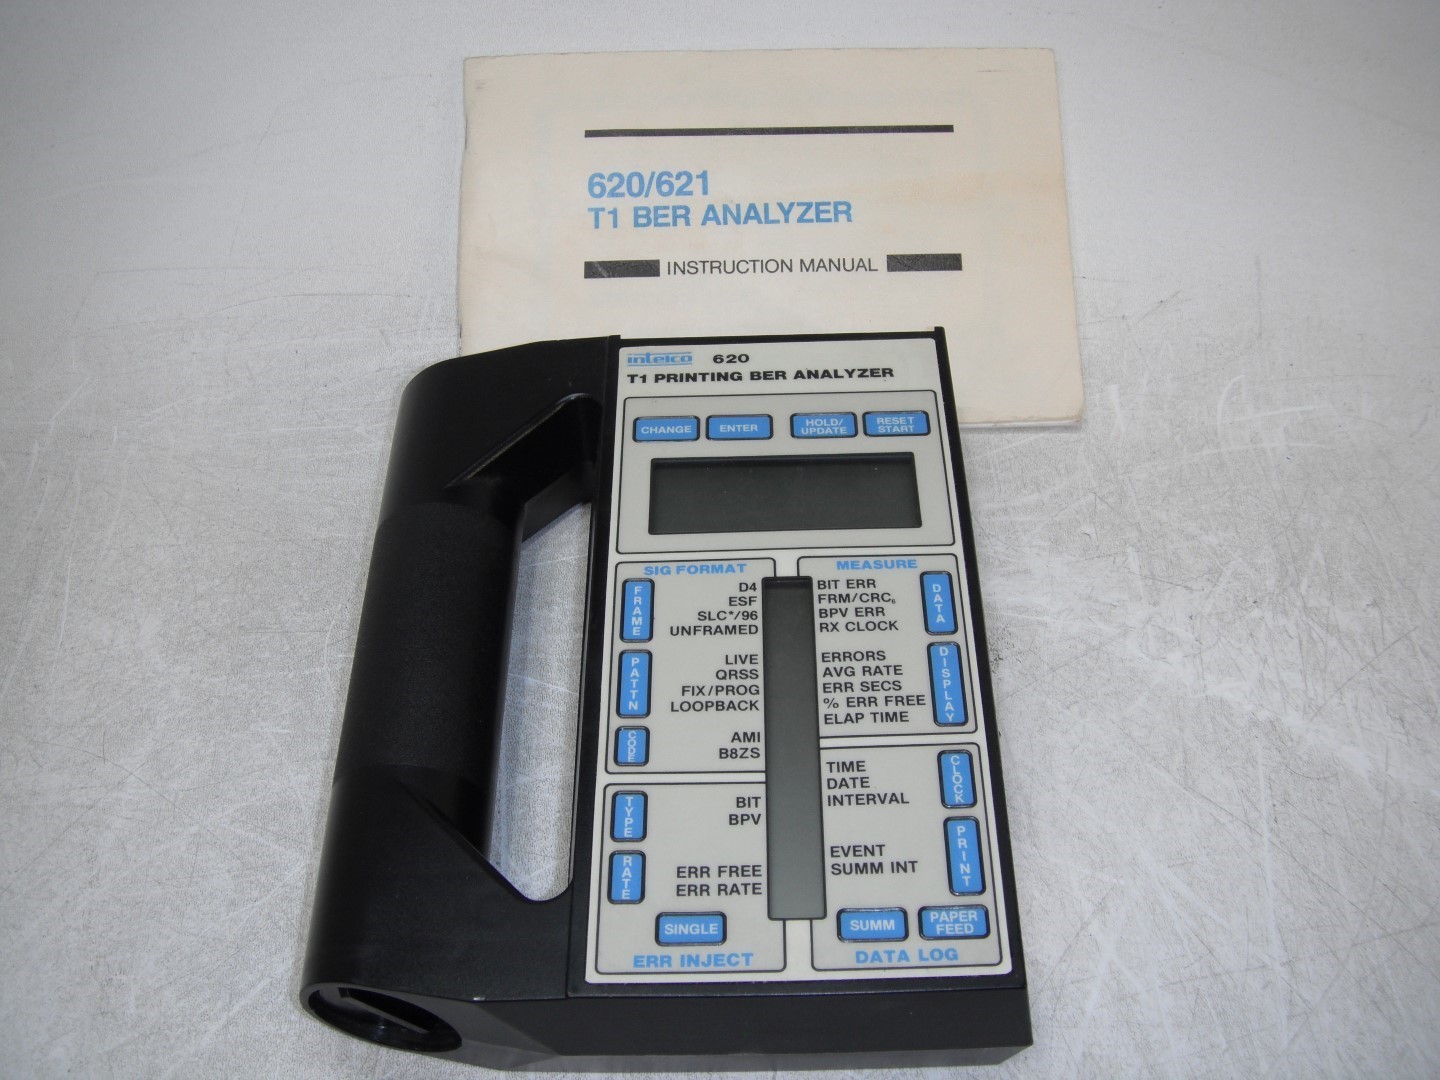 620/621
T1 BER ANALYZER
INSTRUCTION MANUAL
intelco 620
T1 PRINTING BER ANALYZER
CHANGE
ENTER
HOLD/
UPDATE
RESET
START
SIG FORMAT
FRAME
D4
ESF
SLC*/96
UNFRAMED
PATTN
LIVE
QRSS
FIX/PROG
LOOPBACK
CODE
AMI
B8ZS
MEASURE
BIT ERR
FRM/CRC₆
BPV ERR
RX CLOCK
DATA
ERRORS
AVG RATE
ERR SECS
% ERR FREE
ELAP TIME
DISPLAY
TYPE
BIT
BPV
RATE
ERR FREE
ERR RATE
SINGLE
ERR INJECT
TIME
DATE
INTERVAL
CLOCK
EVENT
SUMM INT
PRINT
SUMM
PAPER
FEED
DATA LOG